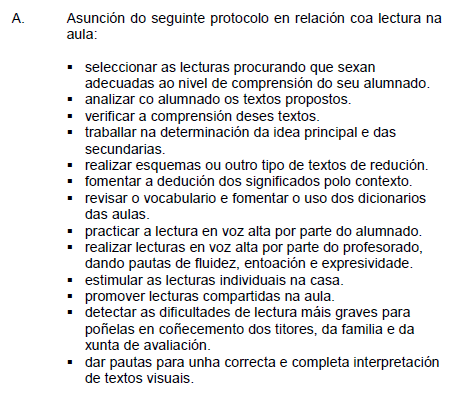 A. Asunción do seguinte protocolo en relación coa lectura na
aula:
▪ seleccionar as lecturas procurando que sexan
adecuadas ao nivel de comprensión do seu alumnado.
▪ analizar co alumnado os textos propostos.
▪ verificar a comprensión deses textos.
▪ traballar na determinación da idea principal e das
secundarias.
▪ realizar esquemas ou outro tipo de textos de redución.
▪ fomentar a dedución dos significados polo contexto.
▪ revisar o vocabulario e fomentar o uso dos dicionarios
das aulas.
▪ practicar a lectura en voz alta por parte do alumnado.
▪ realizar lecturas en voz alta por parte do profesorado,
dando pautas de fluidez, entoación e expresividade.
▪ estimular as lecturas individuais na casa.
▪ promover lecturas compartidas na aula.
▪ detectar as dificultades de lectura máis graves para
poñelas en coñecemento dos titores, da familia e da
xunta de avaliación.
▪ dar pautas para unha correcta e completa interpretación
de textos visuais.